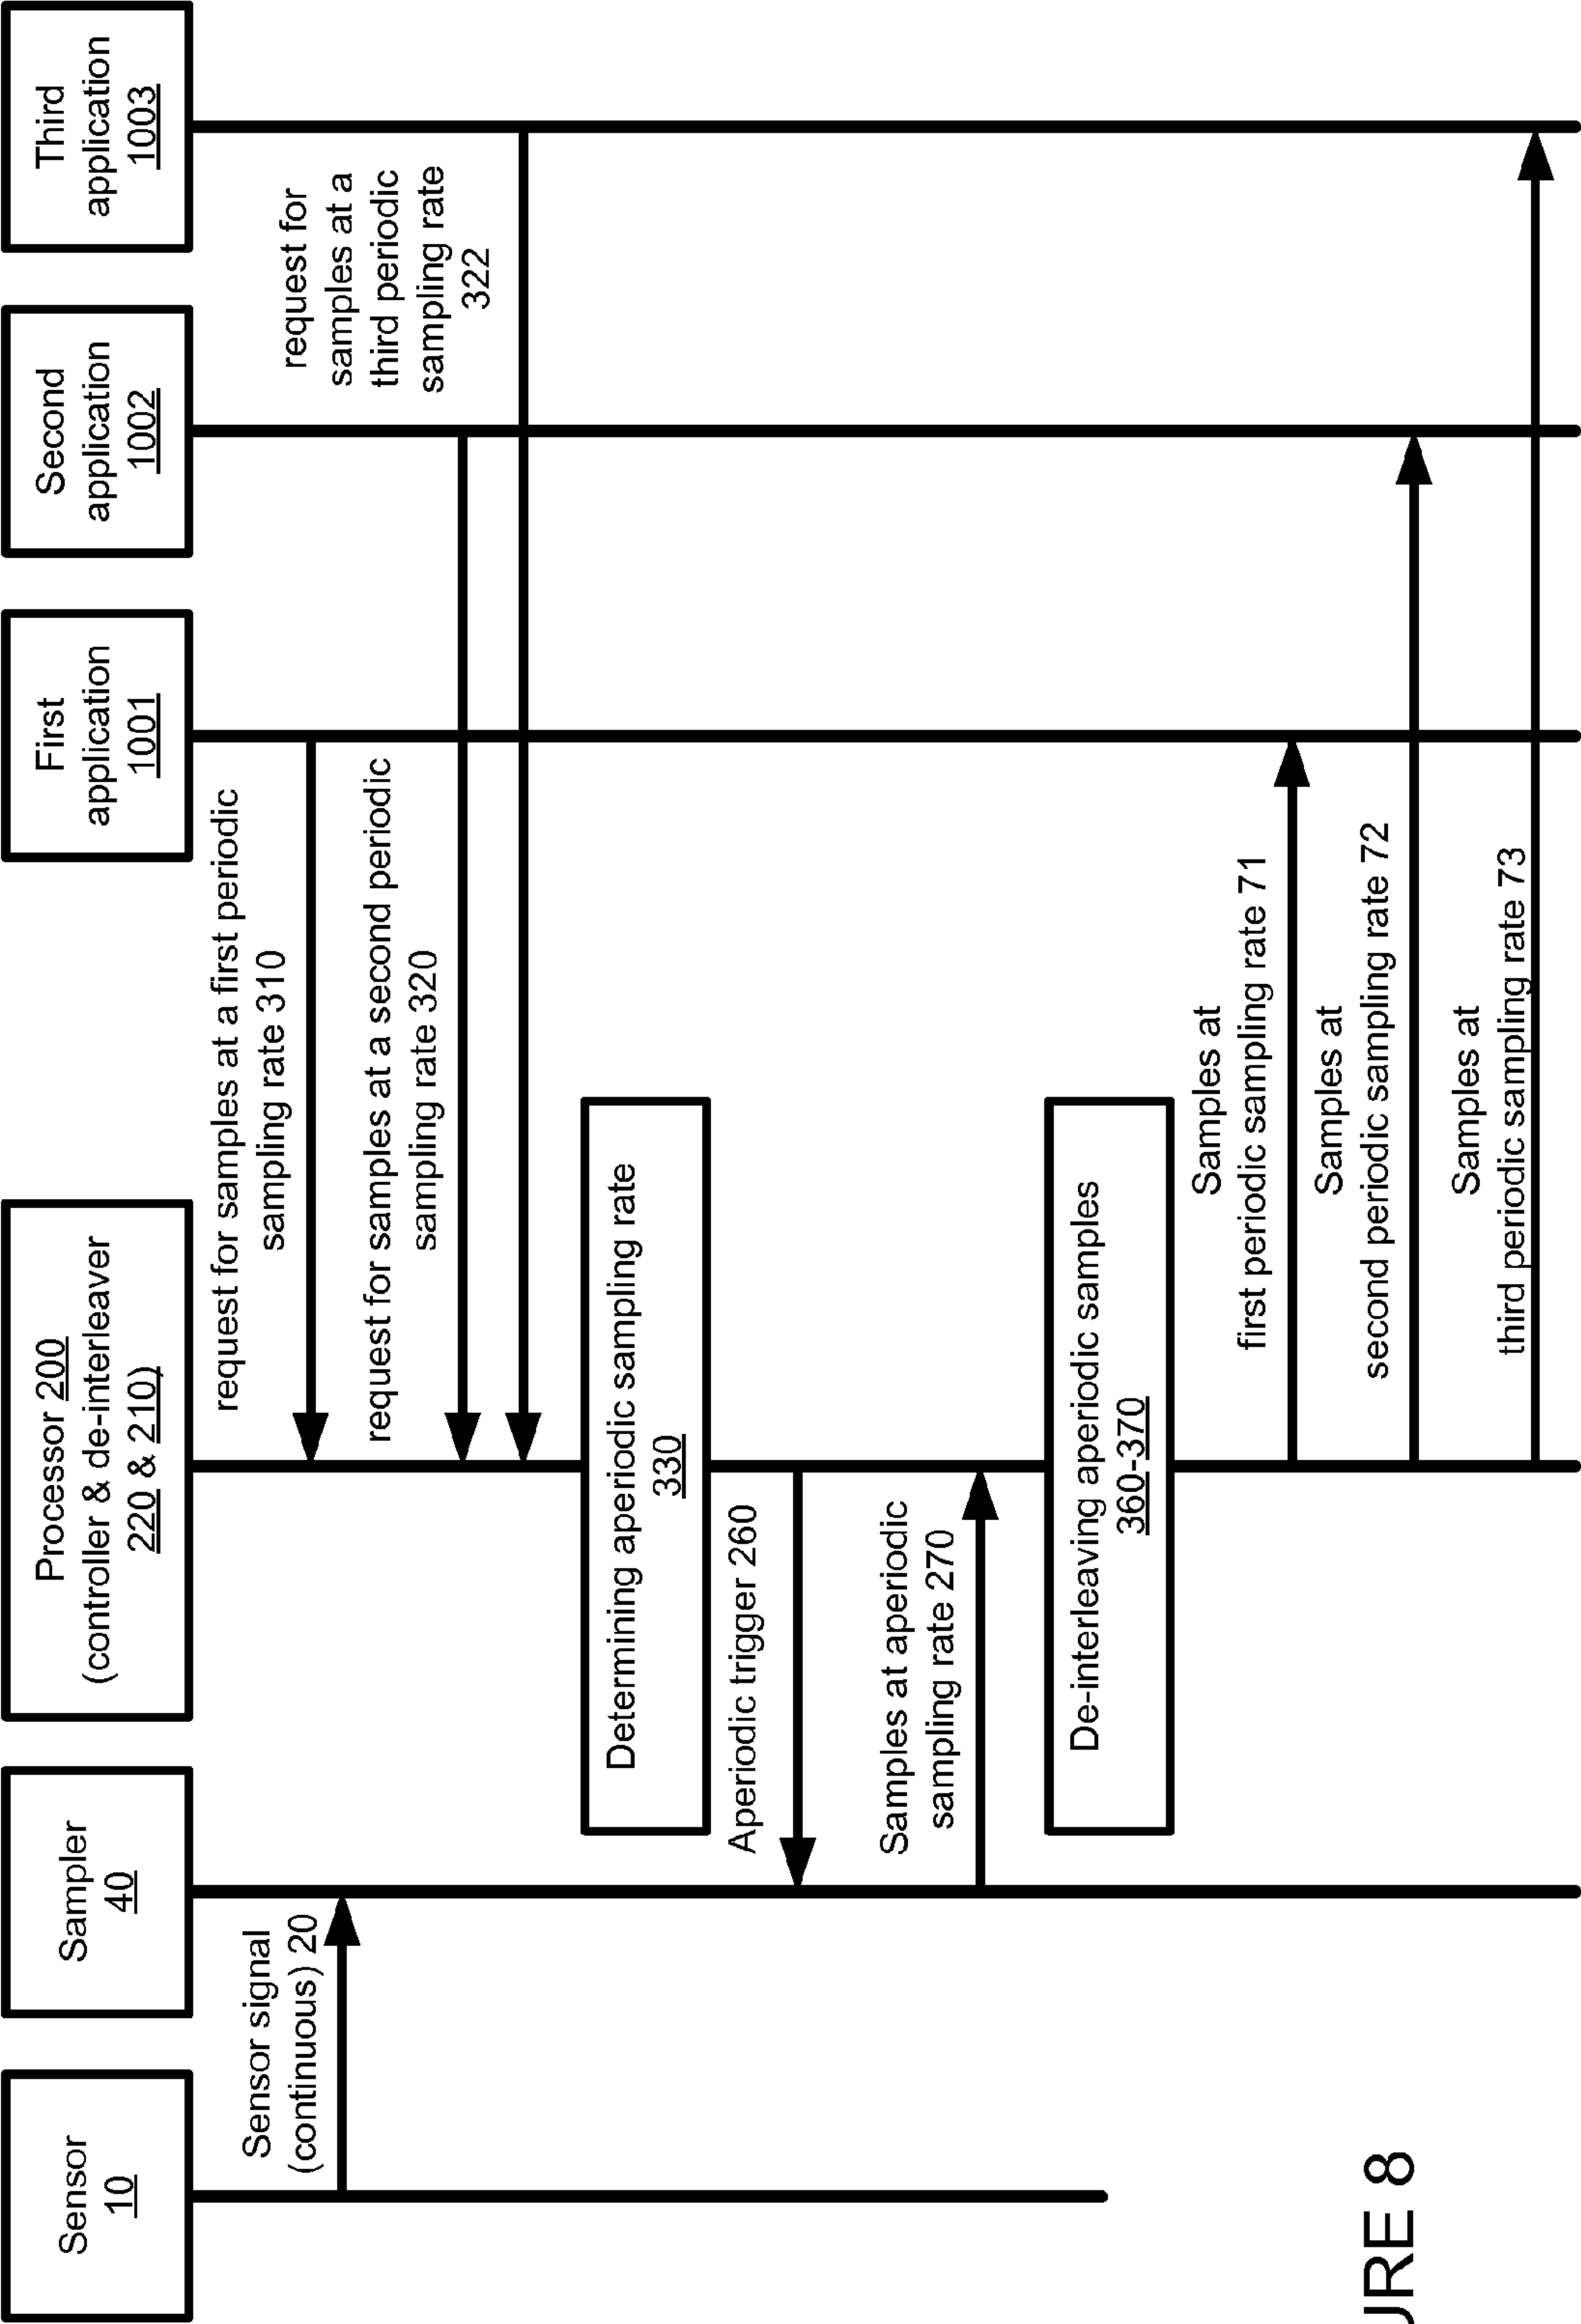 Sensor
10
Sampler
40
Processor 200
(controller & de-interleaver
220 & 210)
First
application
1001
Second
application
1002
Third
application
1003
Sensor signal
(continuous) 20
request for samples at a first periodic
sampling rate 310
request for samples at a second periodic
sampling rate 320
request for
samples at a
third periodic
sampling rate
322
Determining aperiodic sampling rate
330
Aperiodic trigger 260
Samples at aperiodic
sampling rate 270
De-interleaving aperiodic samples
360-370
Samples at
first periodic sampling rate 71
Samples at
second periodic sampling rate 72
Samples at
third periodic sampling rate 73
URE 8